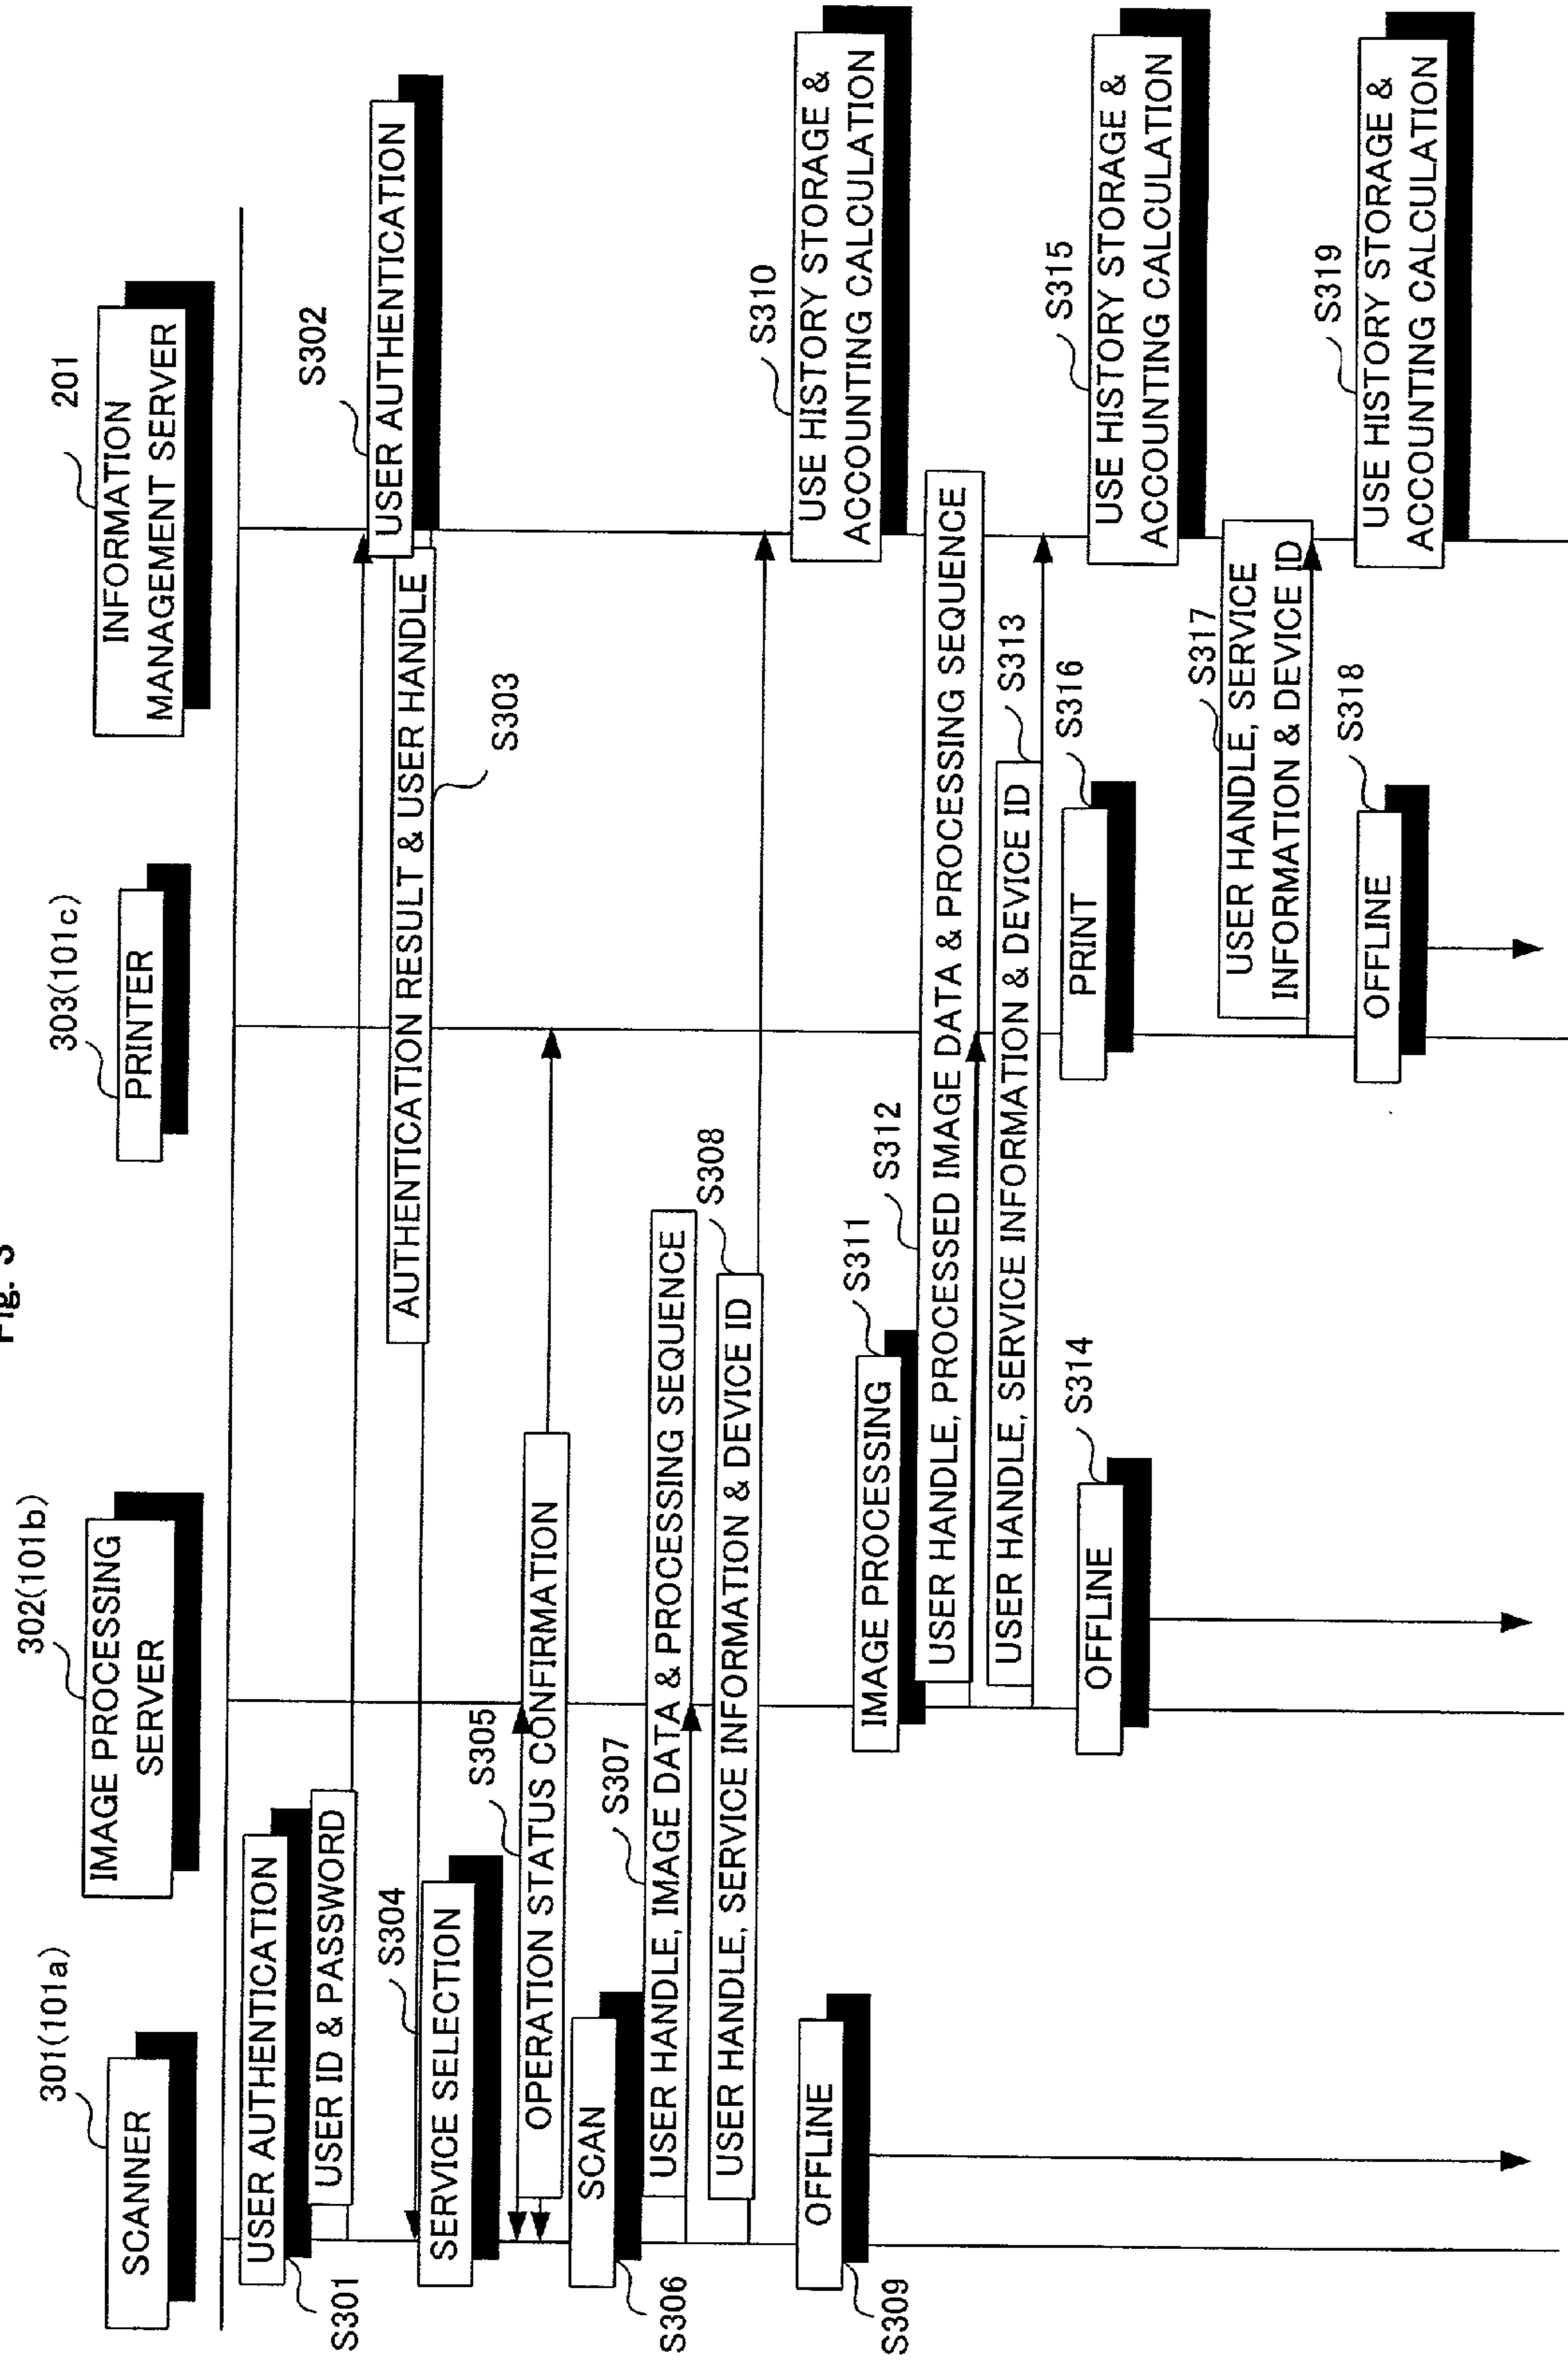 Fig. 3
301(101a)
SCANNER
302(101b)
IMAGE PROCESSING
SERVER
303(101c)
PRINTER
201
INFORMATION
MANAGEMENT SERVER
USER AUTHENTICATION
S301
USER ID & PASSWORD
S302
USER AUTHENTICATION
AUTHENTICATION RESULT & USER HANDLE
S303
S304
SERVICE SELECTION
S305
OPERATION STATUS CONFIRMATION
SCAN
S306
S307
USER HANDLE, IMAGE DATA & PROCESSING SEQUENCE
S308
USER HANDLE, SERVICE INFORMATION & DEVICE ID
OFFLINE
S309
S310
USE HISTORY STORAGE &
ACCOUNTING CALCULATION
S311
IMAGE PROCESSING
S312
USER HANDLE, PROCESSED IMAGE DATA & PROCESSING SEQUENCE
S313
USER HANDLE, SERVICE INFORMATION & DEVICE ID
S314
OFFLINE
S315
USE HISTORY STORAGE &
ACCOUNTING CALCULATION
S316
PRINT
S317
USER HANDLE, SERVICE
INFORMATION & DEVICE ID
S318
OFFLINE
S319
USE HISTORY STORAGE &
ACCOUNTING CALCULATION